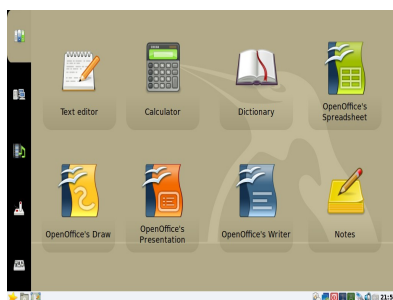 Text editor
Calculator
Dictionary
OpenOffice's
Spreadsheet
OpenOffice's Draw
OpenOffice's
Presentation
OpenOffice's Writer
Notes